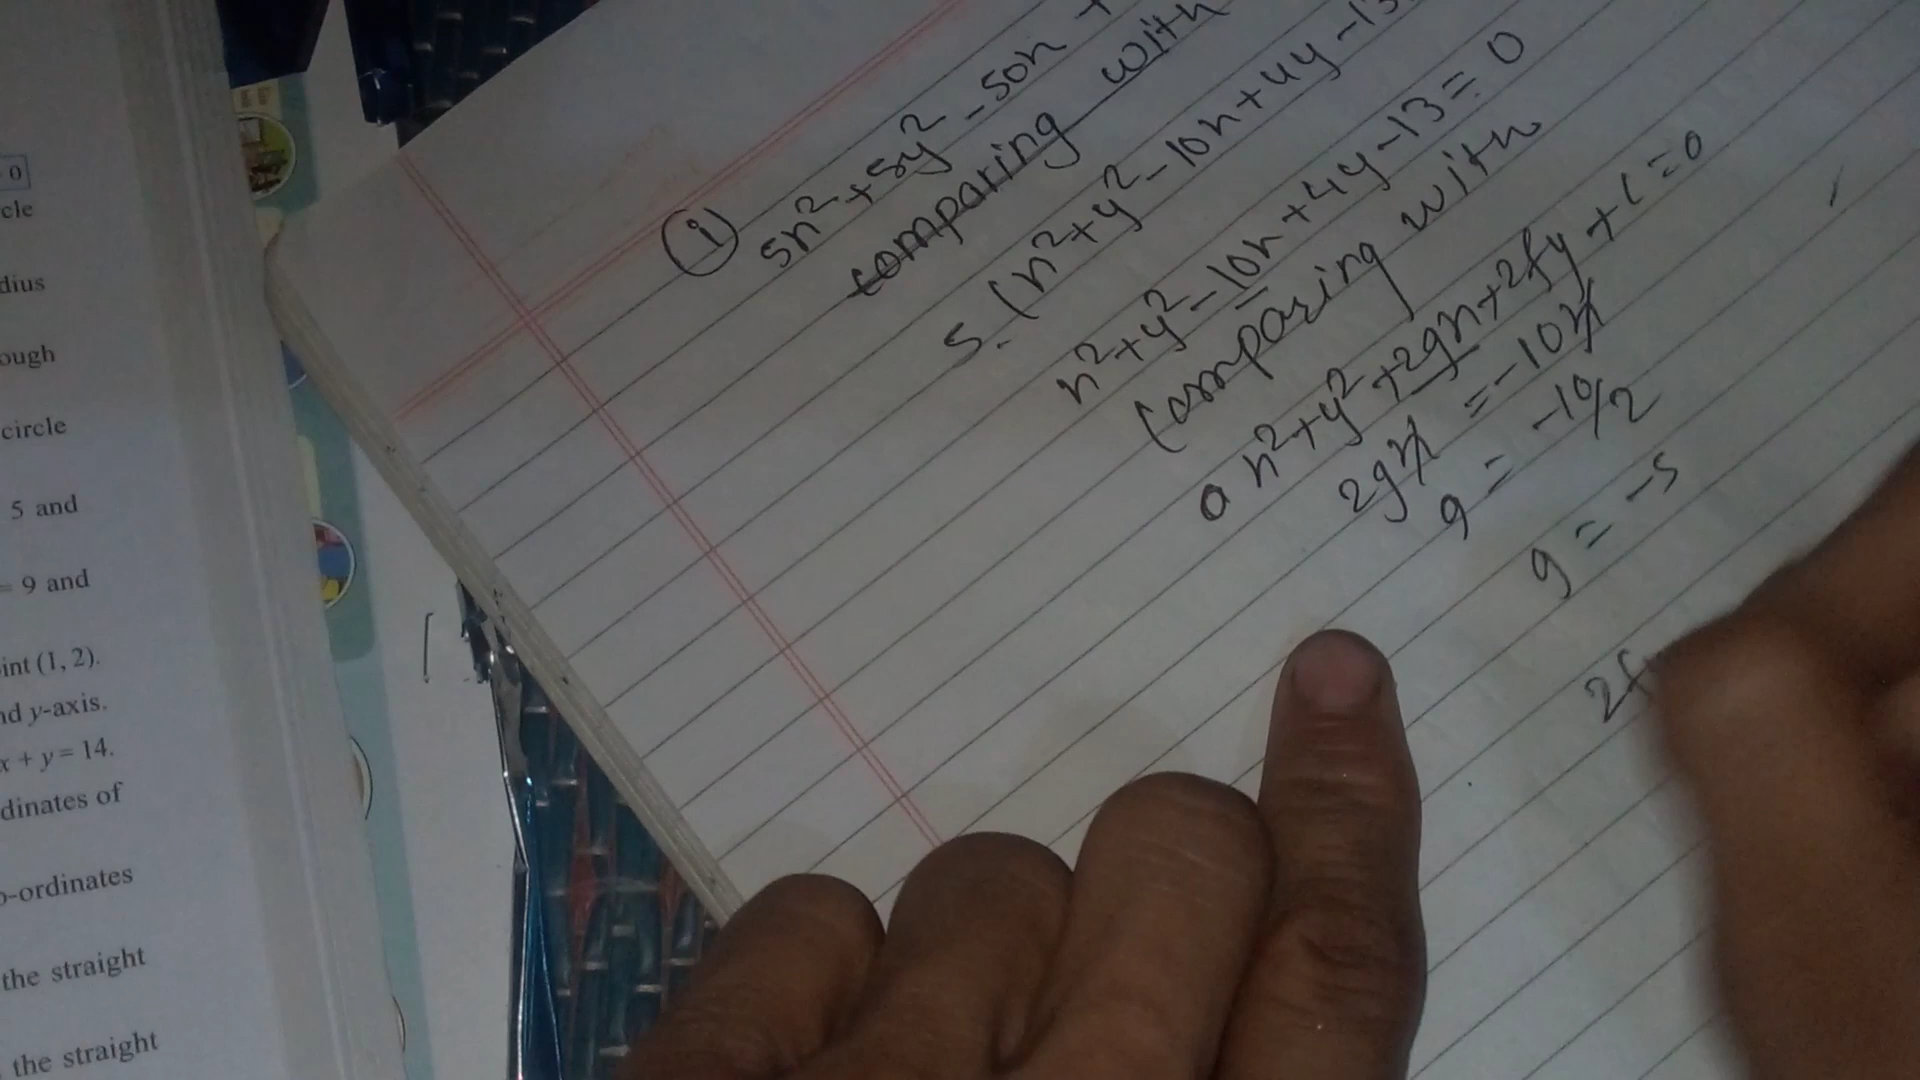 0
cle
dius
ough
circle
5 and
= 9 and
int (1, 2).
nd y-axis.
x + y = 14.
dinates of
o-ordinates
the straight
the straight
(i) 5x² + 5y² - 50x +
comparing with
5. (x² + y² - 10x + 4y - 13
x² + y² - 10x + 4y - 13 = 0
Comparing with
x² + y² + 2gx + 2fy + c = 0
2gx = -10x
g = -10/2
g = -5
2f